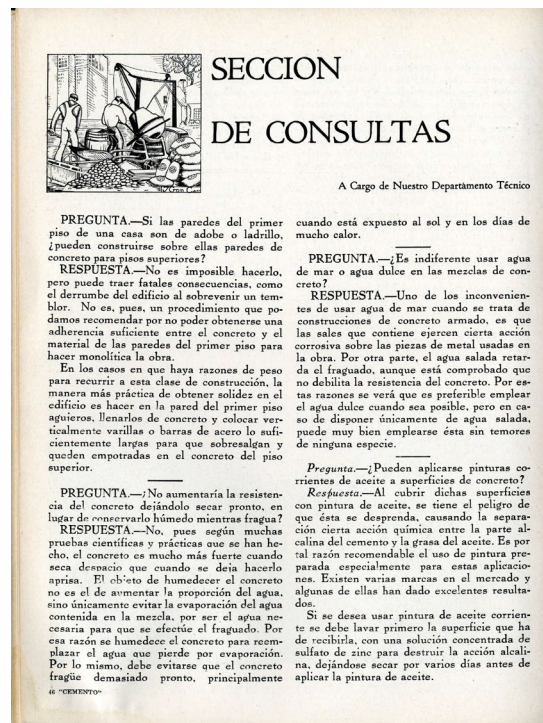 SECCION
DE CONSULTAS
A Cargo de Nuestro Departamento Técnico
PREGUNTA.—Si las paredes del primer
piso de una casa son de adobe o ladrillo,
¿pueden construirse sobre ellas paredes de
concreto para pisos superiores?
RESPUESTA.—No es imposible hacerlo,
pero puede traer fatales consecuencias, como
el derrumbe del edificio al sobrevenir un tem-
blor. No es, pues, un procedimiento que po-
damos recomendar por no poder obtenerse una
adherencia suficiente entre el concreto y el
material de las paredes del primer piso para
hacer monolítica la obra.
En los casos en que haya razones de peso
para recurrir a esta clase de construcción, la
manera más práctica de obtener solidez en el
edificio es hacer en la pared del primer piso
agujeros, llenarlos de concreto y colocar ver-
ticalmente varillas o barras de acero lo sufi-
cientemente largas para que sobresalgan y
queden empotradas en el concreto del piso
superior.
PREGUNTA.—¿No aumentaría la resisten-
cia del concreto dejándolo secar pronto, en
lugar de conservarlo húmedo mientras fragua?
RESPUESTA.—No, pues según muchas
pruebas científicas y prácticas que se han he-
cho, el concreto es mucho más fuerte cuando
seca despacio que cuando se deja hacerlo
aprisa. El objeto de humedecer el concreto
no es el de aumentar la proporción del agua,
sino únicamente evitar la evaporación del agua
contenida en la mezcla, por ser el agua ne-
cesaria para que se efectúe el fraguado. Por
esa razón se humedece el concreto para reem-
plazar el agua que pierde por evaporación.
Por lo mismo, debe evitarse que el concreto
fragüe demasiado pronto, principalmente
46 "CEMENTO"
cuando está expuesto al sol y en los días de
mucho calor.
PREGUNTA.—¿Es indiferente usar agua
de mar o agua dulce en las mezclas de con-
creto?
RESPUESTA.—Uno de los inconvenien-
tes de usar agua de mar cuando se trata de
construcciones de concreto armado, es que
las sales que contiene ejercen cierta acción
corrosiva sobre las piezas de metal usadas en
la obra. Por otra parte, el agua salada retar-
da el fraguado, aunque está comprobado que
no debilita la resistencia del concreto. Por es-
tas razones se verá que es preferible emplear
el agua dulce cuando sea posible, pero en ca-
so de disponer únicamente de agua salada,
puede muy bien emplearse ésta sin temores
de ninguna especie.
Pregunta.—¿Pueden aplicarse pinturas co-
rrientes de aceite a superficies de concreto?
Respuesta.—Al cubrir dichas superficies
con pintura de aceite, se tiene el peligro de
que ésta se desprenda, causando la separa-
ción cierta acción química entre la parte al-
calina del cemento y la grasa del aceite. Es por
tal razón recomendable el uso de pintura pre-
parada especialmente para estas aplicacio-
nes. Existen varias marcas en el mercado y
algunas de ellas han dado excelentes resulta-
dos.
Si se desea usar pintura de aceite corrien-
te se debe lavar primero la superficie que ha
de recibirla, con una solución concentrada de
sulfato de zinc para destruir la acción alcali-
na, dejándose secar por varios días antes de
aplicar la pintura de aceite.